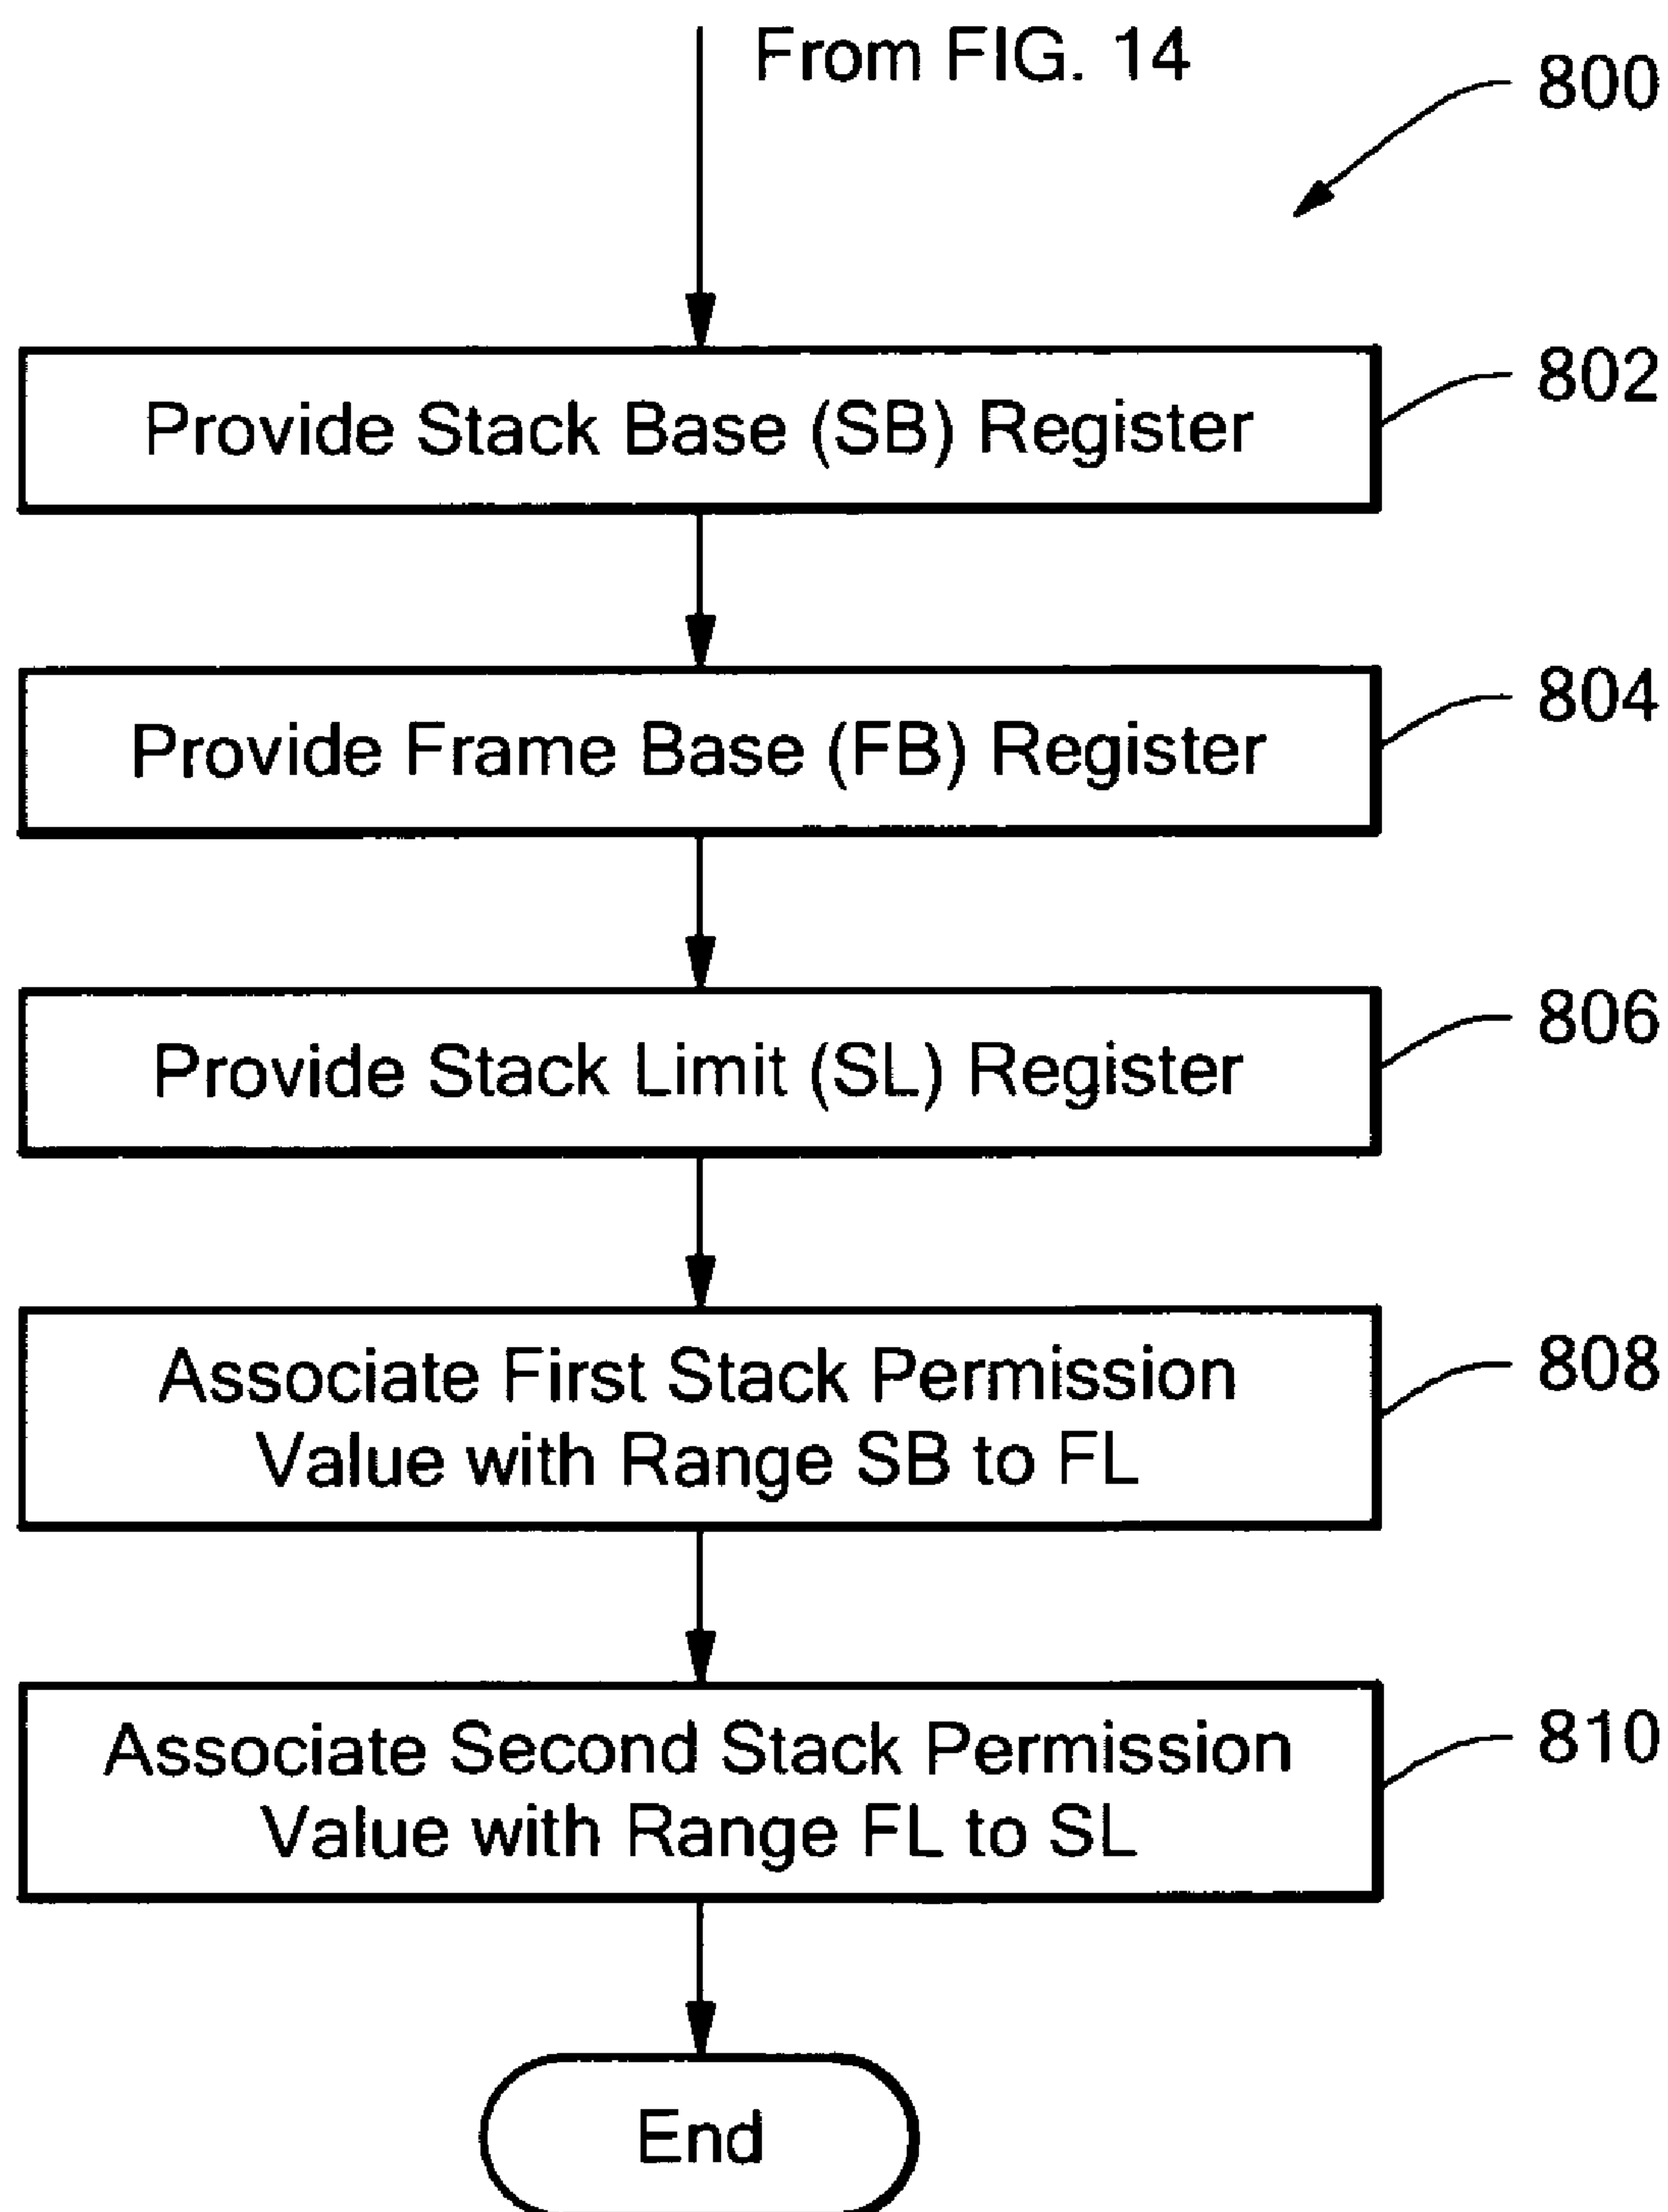 From FIG. 14
800
Provide Stack Base (SB) Register
802
Provide Frame Base (FB) Register
804
Provide Stack Limit (SL) Register
806
Associate First Stack Permission
Value with Range SB to FL
808
Associate Second Stack Permission
Value with Range FL to SL
810
End